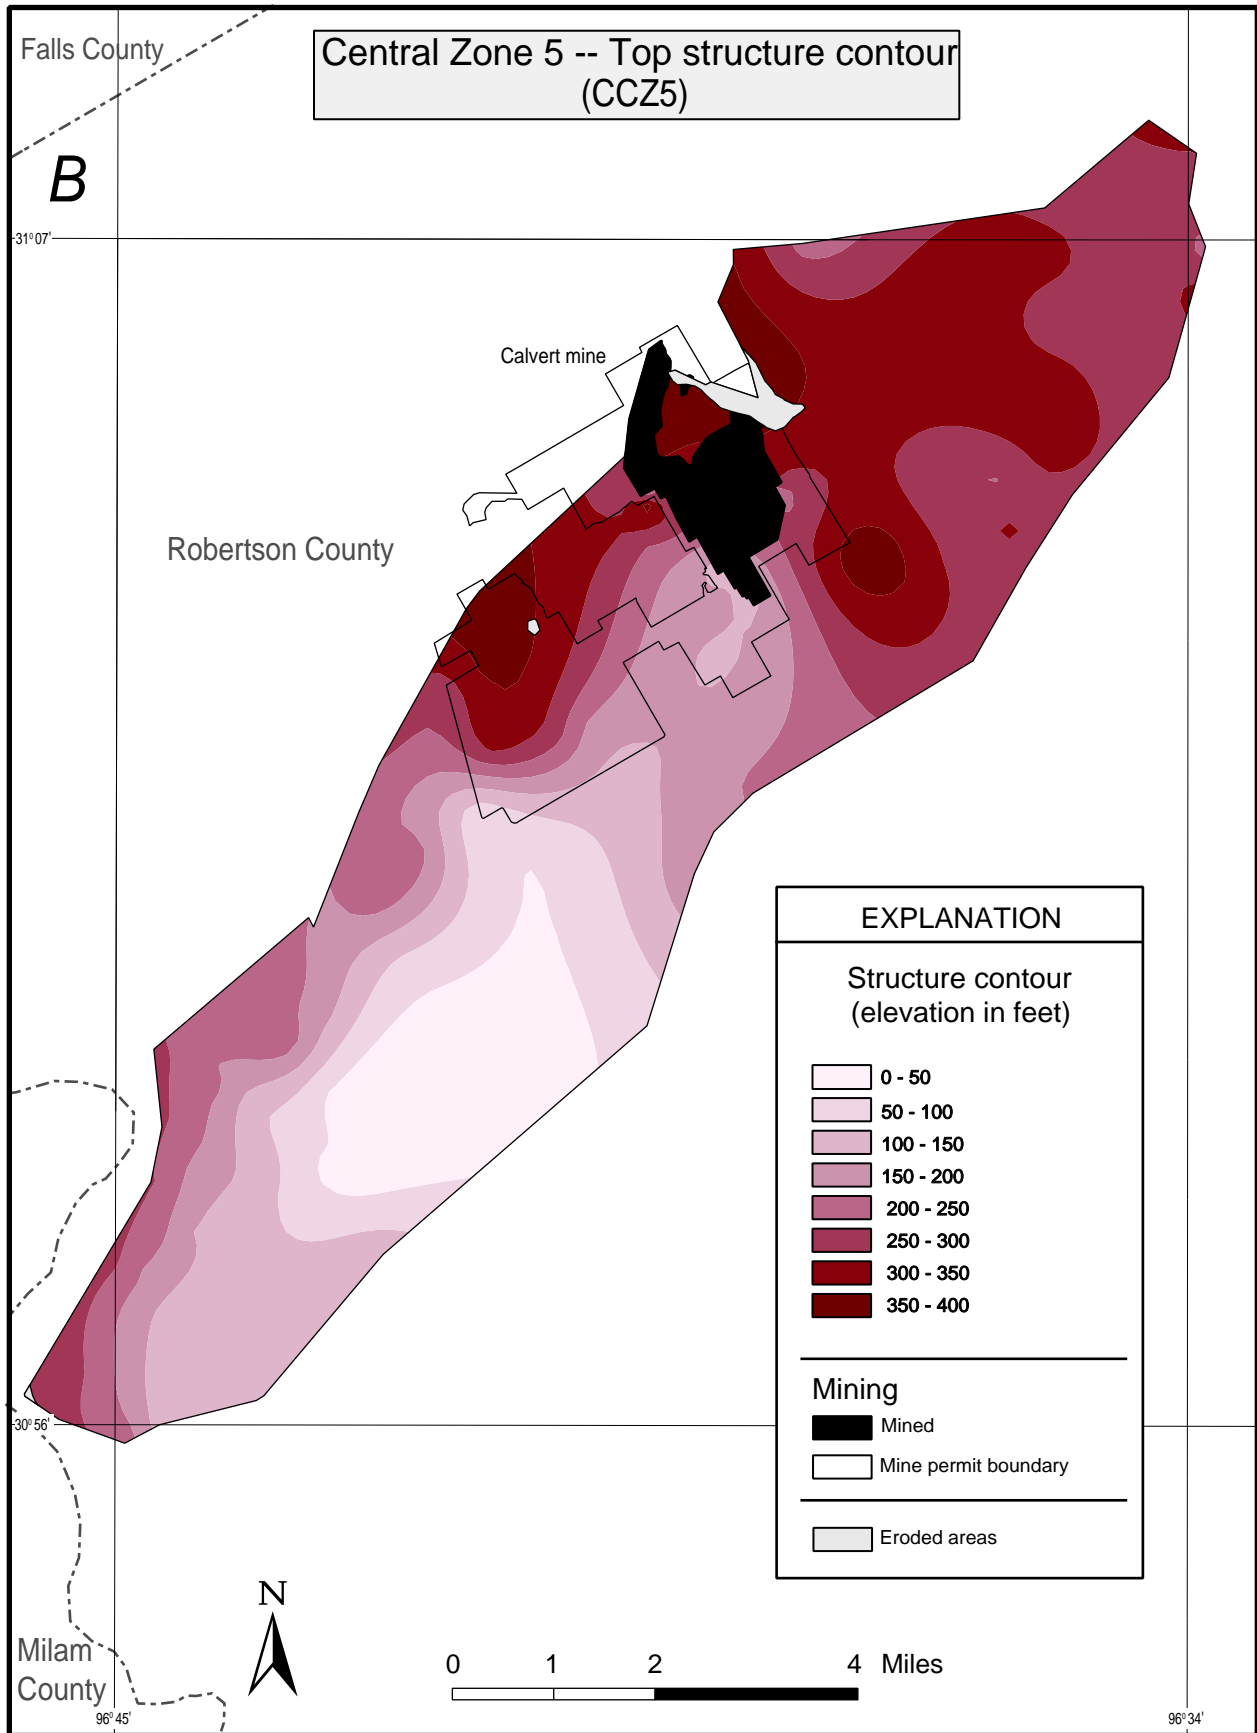 Falls County
Central Zone 5 -- Top structure contour
(CCZ5)
B
31° 07'
Calvert mine
Robertson County
EXPLANATION
Structure contour
(elevation in feet)
0 - 50
50 - 100
100 - 150
150 - 200
200 - 250
250 - 300
300 - 350
350 - 400
Mining
Mined
Mine permit boundary
Eroded areas
30° 56'
N
Milam
County
0 1 2 4 Miles
96° 45'
96° 34'